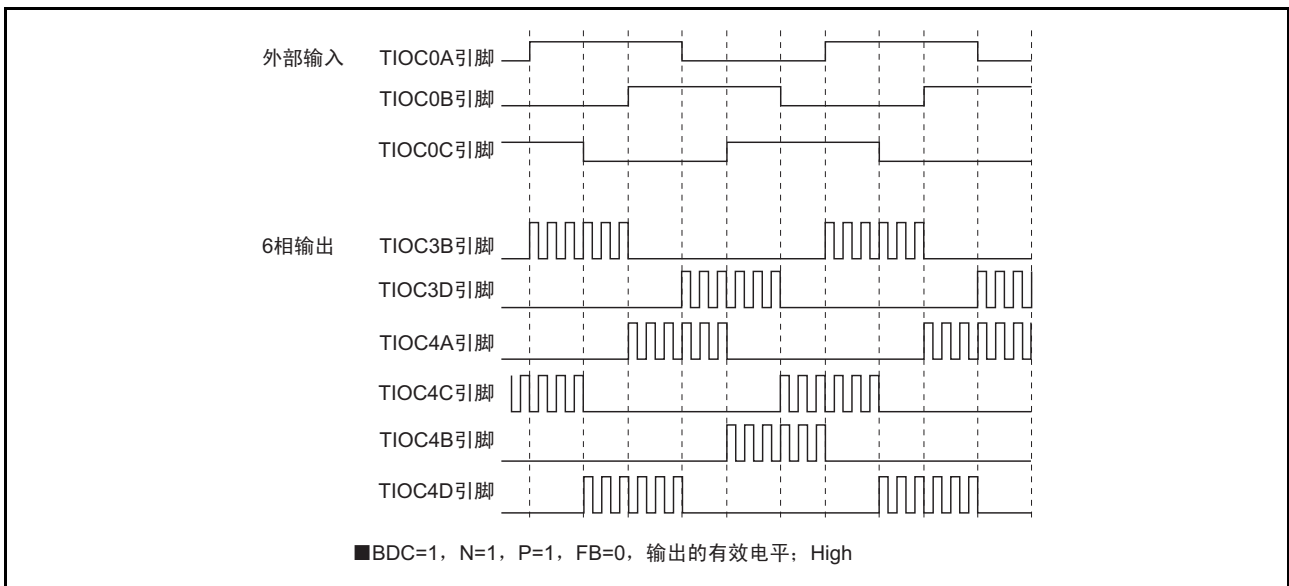 外部输入 TIOC0A引脚
TIOC0B引脚
TIOC0C引脚
6相输出 TIOC3B引脚
TIOC3D引脚
TIOC4A引脚
TIOC4C引脚
TIOC4B引脚
TIOC4D引脚
■BDC=1，N=1，P=1，FB=0，输出的有效电平；High